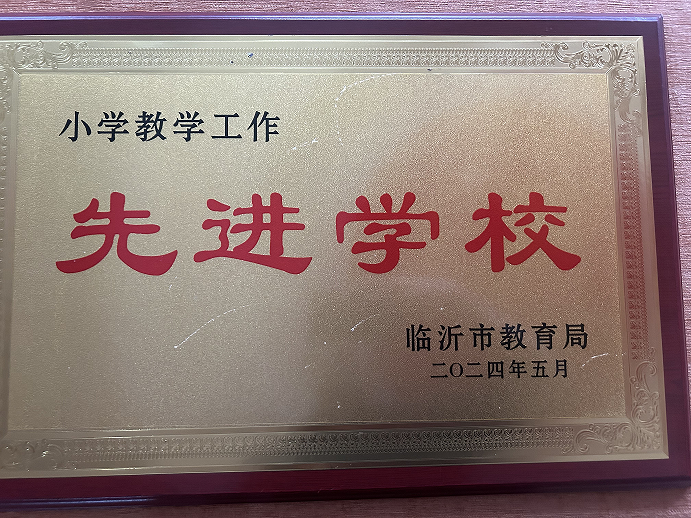 小学教学工作
先进学校
临沂市教育局
二〇二四年五月